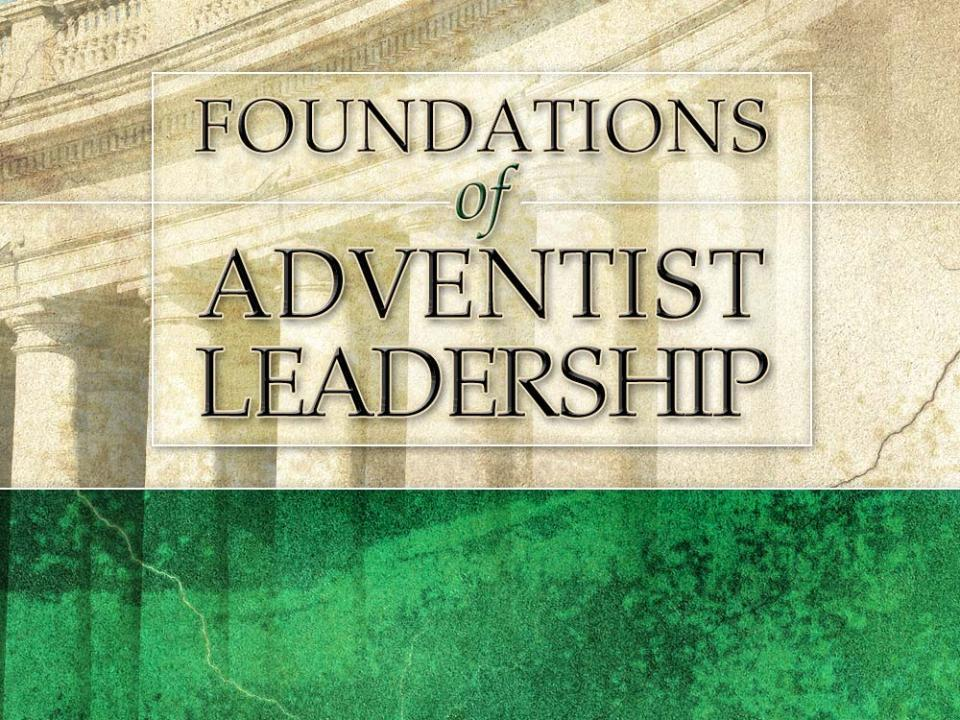 FOUNDATIONS
of
ADVENTIST
LEADERSHIP